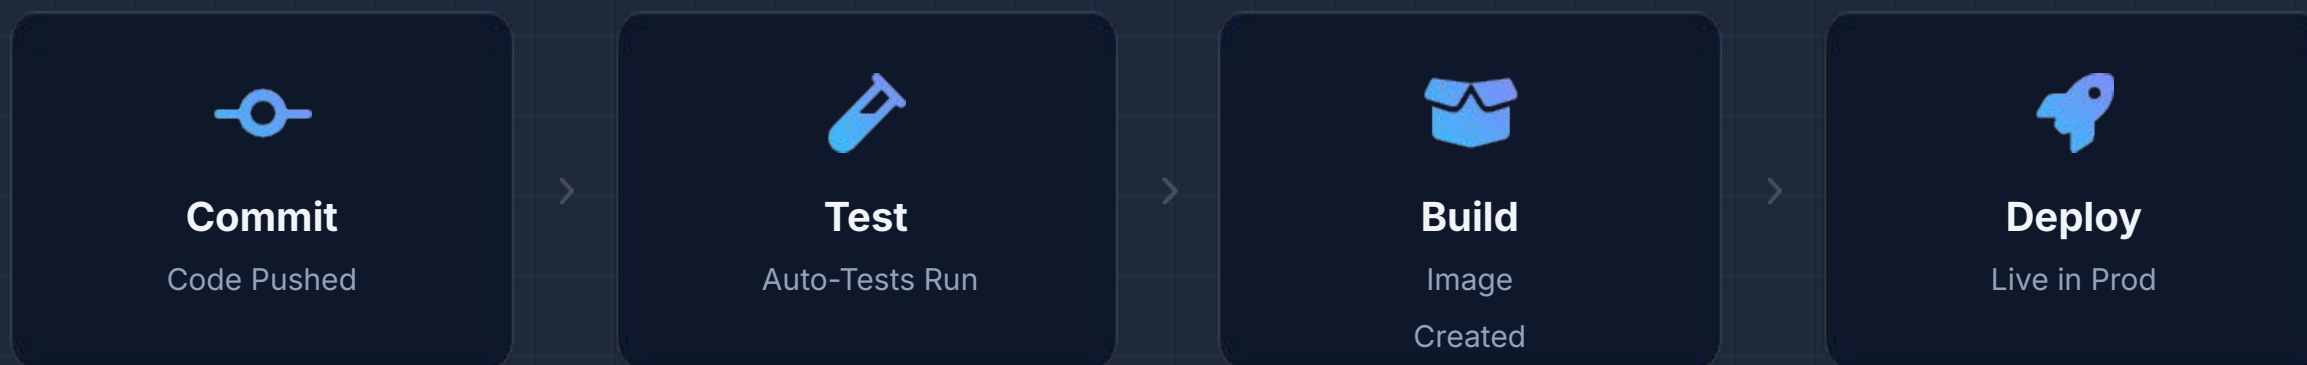 Commit
Code Pushed
Test
Auto-Tests Run
Build
Image
Created
Deploy
Live in Prod